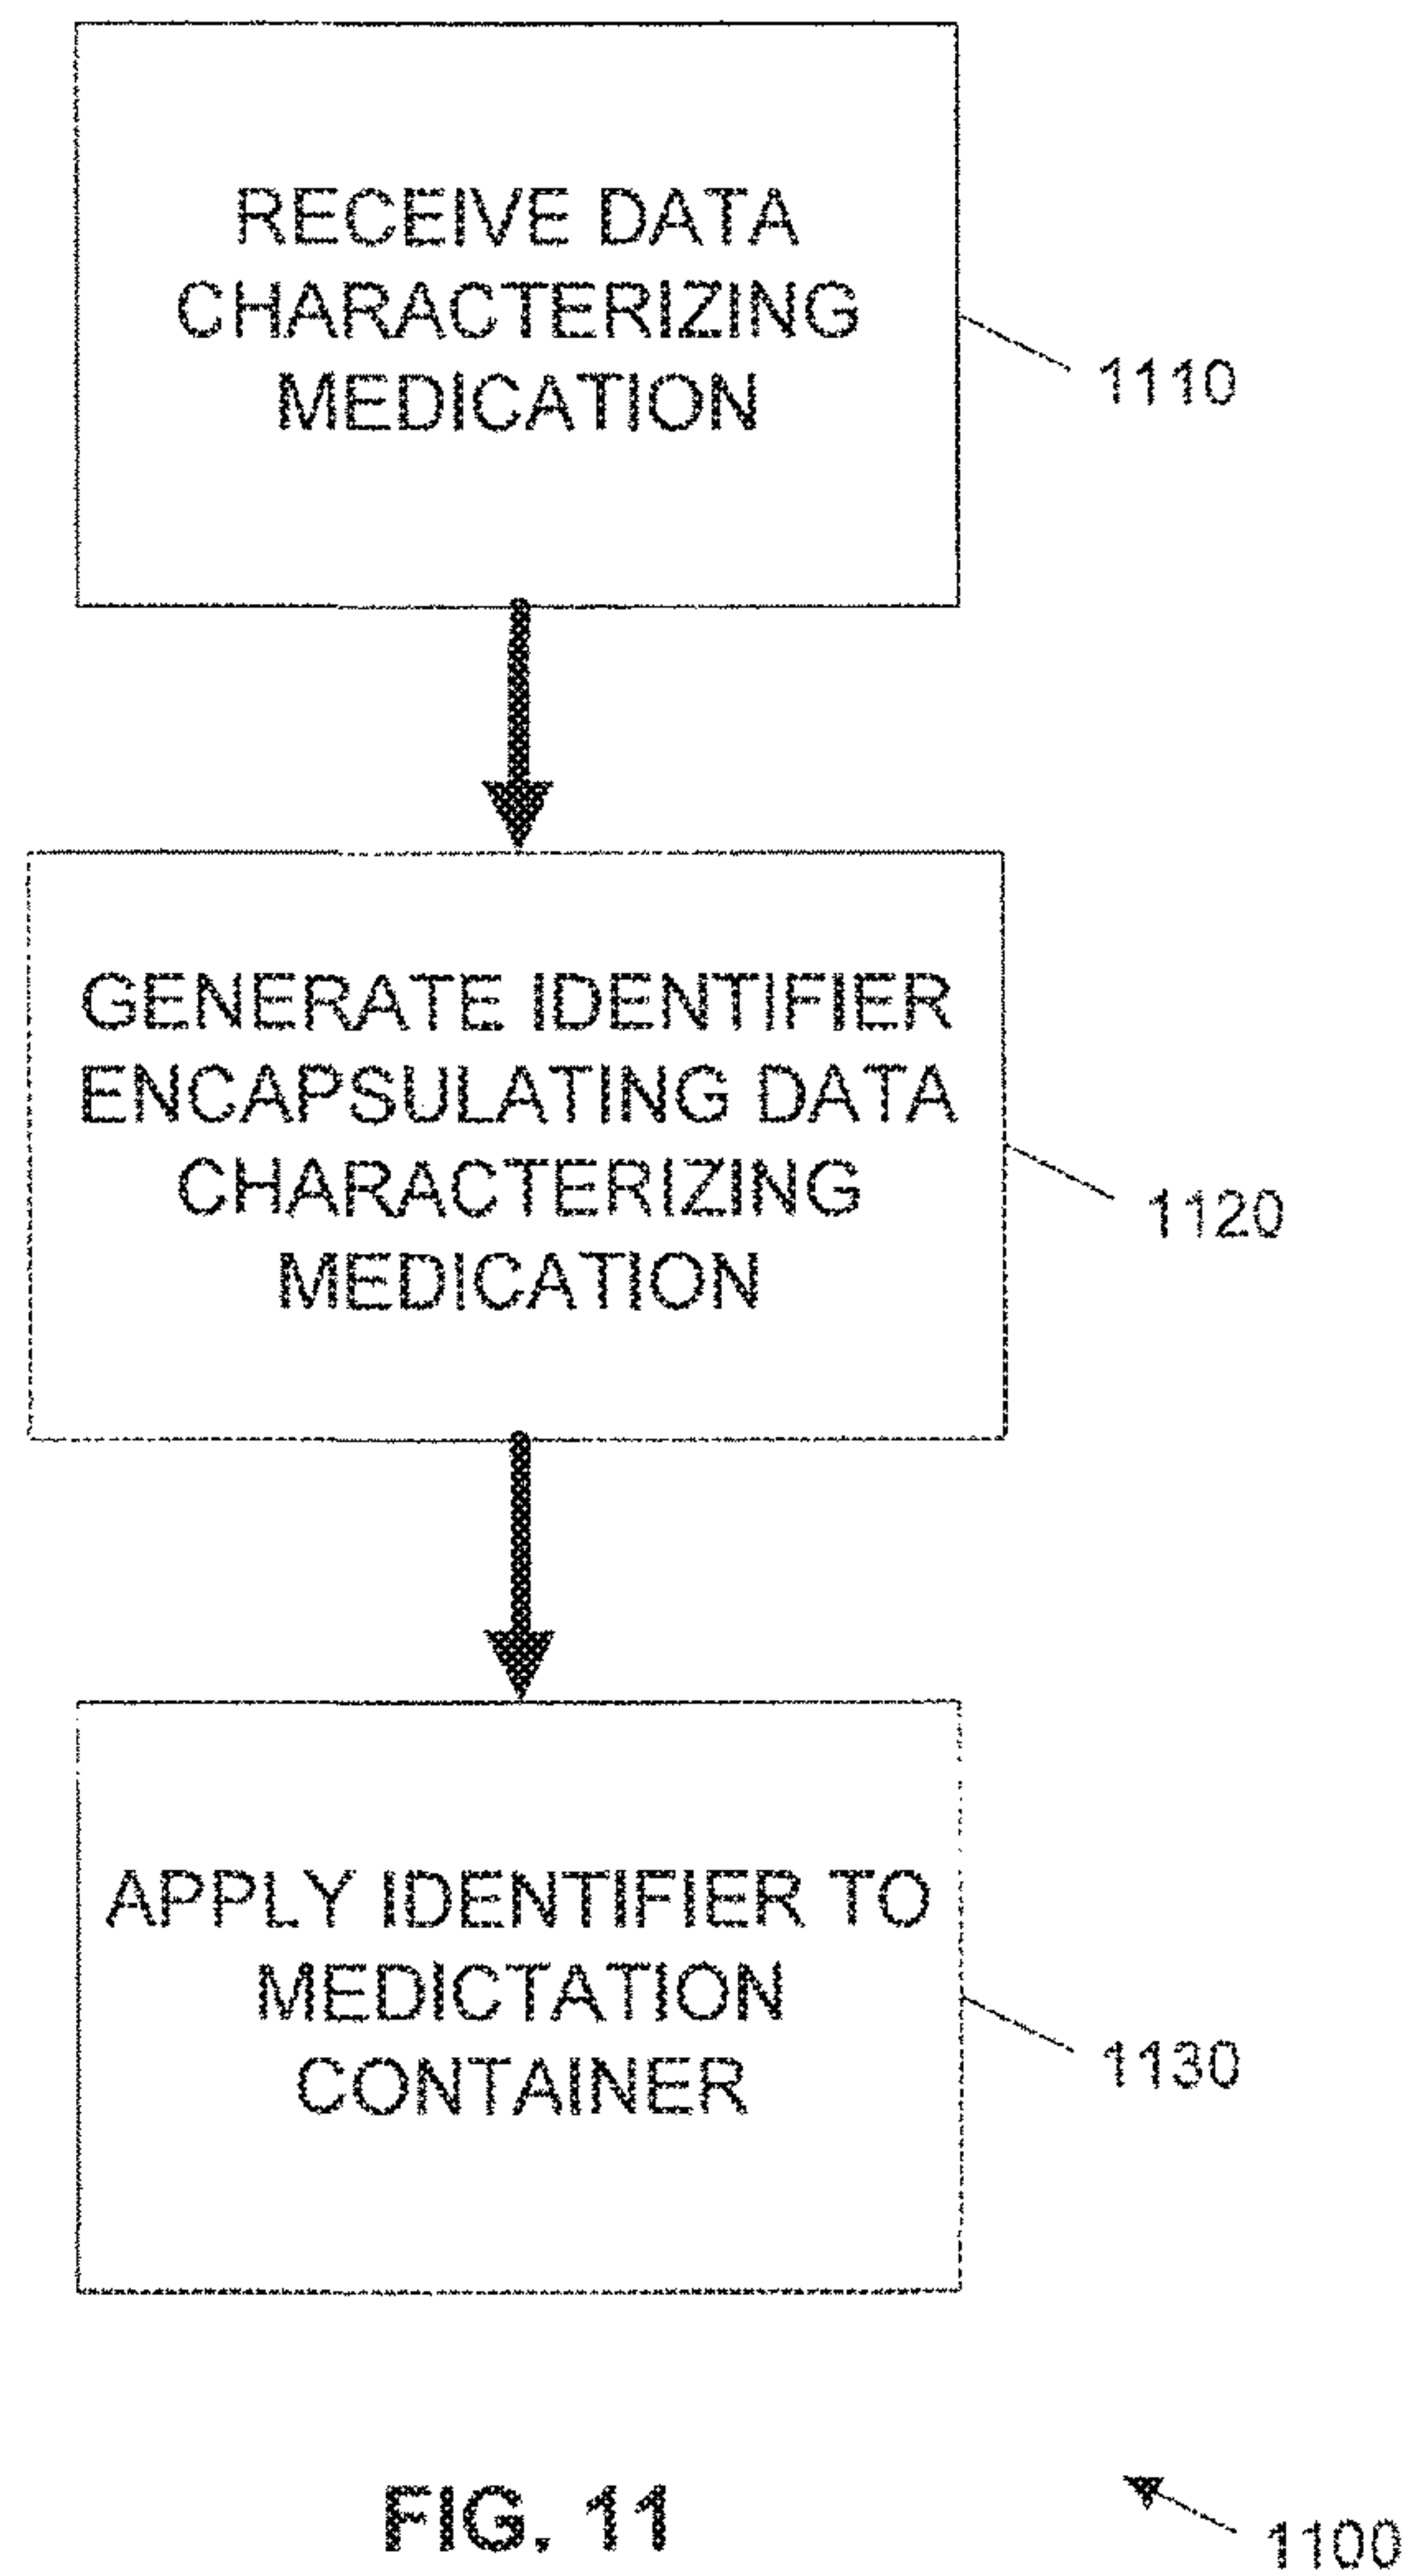 RECEIVE DATA
CHARACTERIZING
MEDICATION
1110
GENERATE IDENTIFIER
ENCAPSULATING DATA
CHARACTERIZING
MEDICATION
1120
APPLY IDENTIFIER TO
MEDICTATION
CONTAINER
1130
FIG. 11
1100